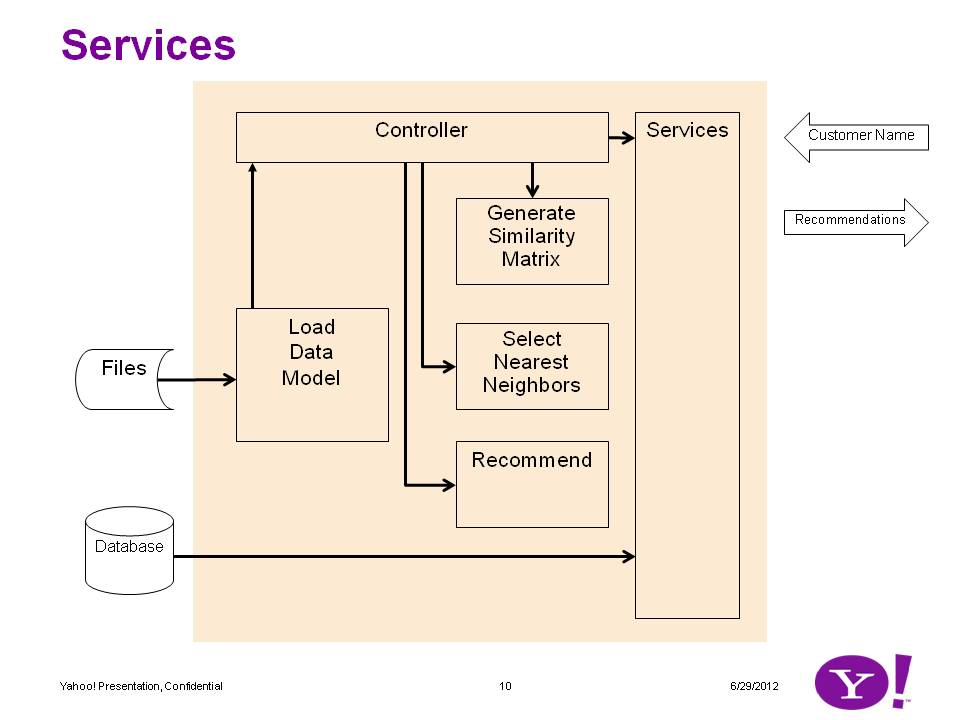 Services
Controller
Services
Customer Name
Recommendations
Generate
Similarity
Matrix
Load
Data
Model
Select
Nearest
Neighbors
Files
Recommend
Database
Yahoo! Presentation, Confidential
10
6/29/2012
Y!